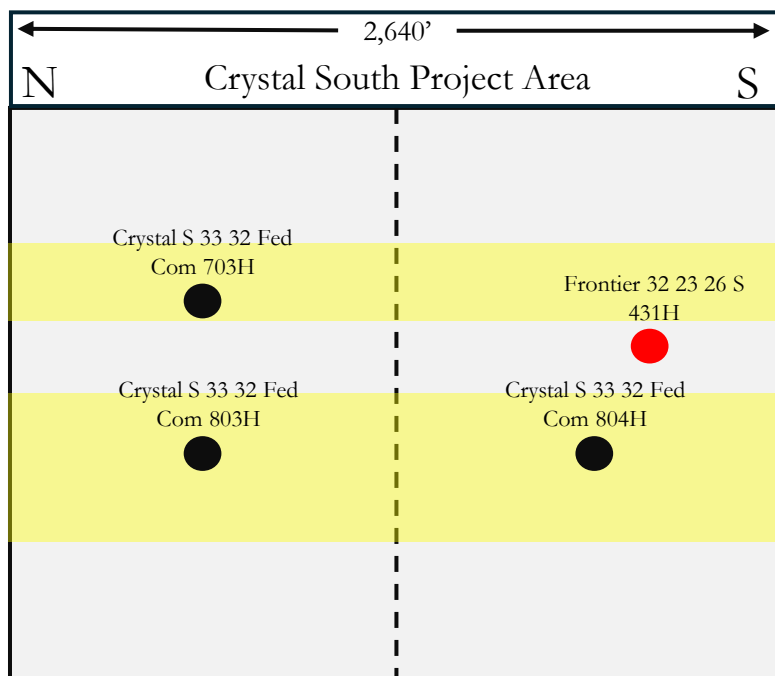 2,640’
N
Crystal South Project Area
S
Crystal S 33 32 Fed
Com 703H
Frontier 32 23 26 S
431H
Crystal S 33 32 Fed
Com 803H
Crystal S 33 32 Fed
Com 804H